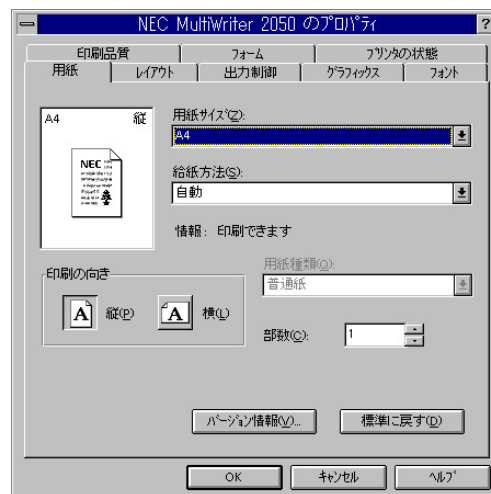 NEC MultiWriter 2050 のﾌﾟﾛﾊﾟﾃｨ ?
印刷品質 ﾌｫｰﾑ ﾌﾟﾘﾝﾀの状態
用紙 ﾚｲｱｳﾄ 出力制御 ｸﾞﾗﾌｨｯｸｽ ﾌｫﾝﾄ
A4 縦
NEC
用紙ｻｲｽﾞ(Z):
A4
給紙方法(S):
自動
情報: 印刷できます
印刷の向き
A 縦(P) A 横(L)
用紙種類(Q):
普通紙
部数(C): 1
ﾊﾞｰｼﾞｮﾝ情報(V)... 標準に戻す(D)
OK ｷｬﾝｾﾙ ﾍﾙﾌﾟ